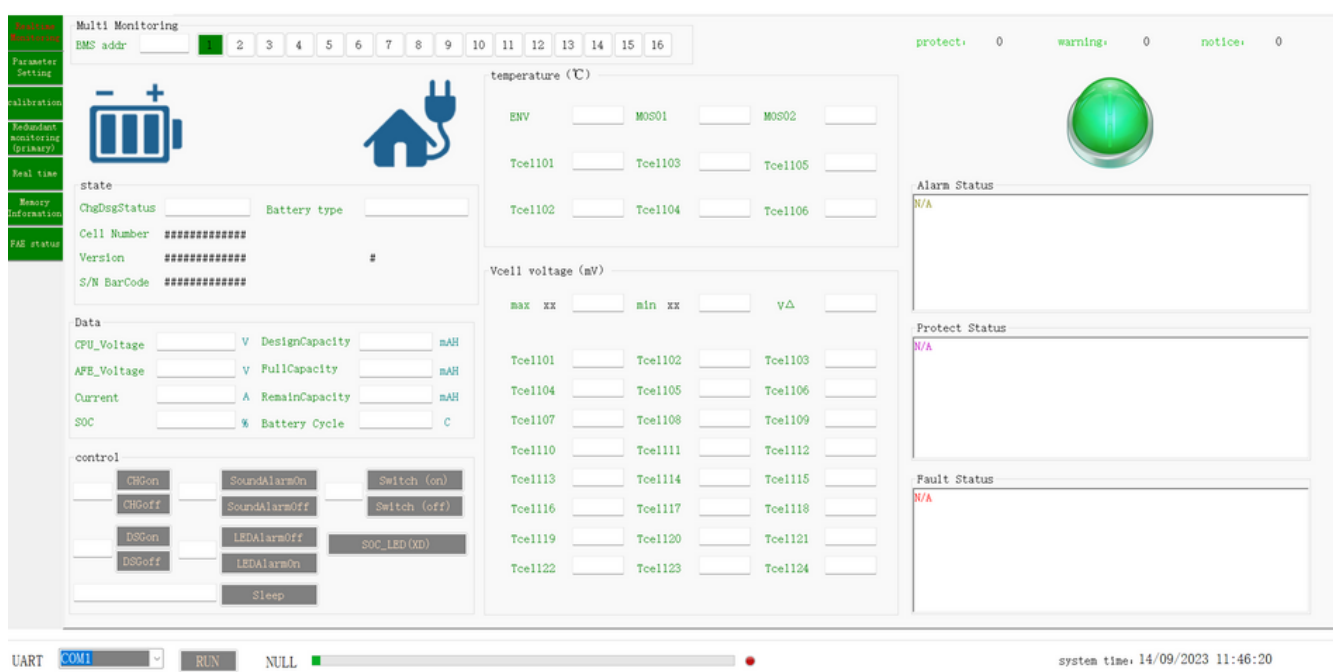 Realtime
Monitoring
Parameter
Setting
calibration
Redundant
monitoring
(primary)
Real time
Memory
Information
FAE status
Multi Monitoring
BMS addr 1 2 3 4 5 6 7 8 9 10 11 12 13 14 15 16
protect: 0 warning: 0 notice: 0
state
ChgDsgStatus Battery type
Cell Number #############
Version ############# #
S/N BarCode #############
Data
CPU_Voltage V DesignCapacity mAH
AFE_Voltage V FullCapacity mAH
Current A RemainCapacity mAH
SOC % Battery Cycle C
control
CHGon SoundAlarmOn Switch (on)
CHGoff SoundAlarmOff Switch (off)
DSGon LEDAlarmOff SOC_LED(XD)
DSGoff LEDAlarmOn
Sleep
temperature (℃)
ENV MOS01 MOS02
Tcell01 Tcell03 Tcell05
Tcell02 Tcell04 Tcell06
Vcell voltage (mV)
max xx min xx V△
Tcell01 Tcell02 Tcell03
Tcell04 Tcell05 Tcell06
Tcell07 Tcell08 Tcell09
Tcell10 Tcell11 Tcell12
Tcell13 Tcell14 Tcell15
Tcell16 Tcell17 Tcell18
Tcell19 Tcell20 Tcell21
Tcell22 Tcell23 Tcell24
Alarm Status
N/A
Protect Status
N/A
Fault Status
N/A
UART COM1 RUN NULL system time: 14/09/2023 11:46:20